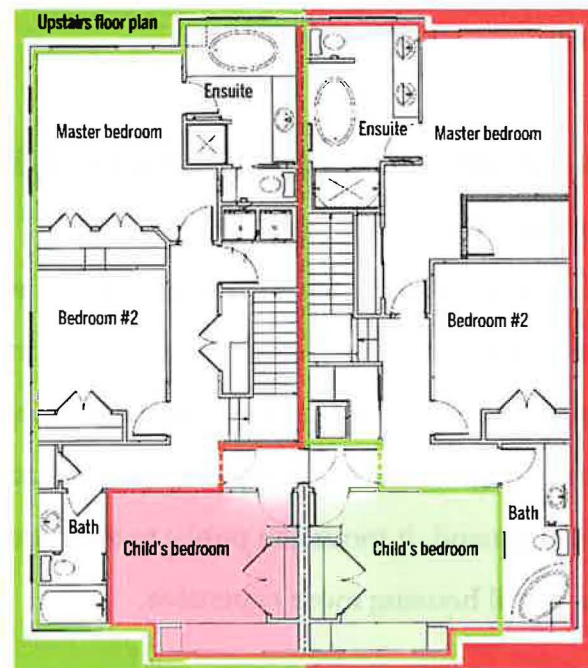 Upstairs floor plan
Ensuite
Master bedroom
Ensuite
Master bedroom
Bedroom #2
Bedroom #2
Bath
Child's bedroom
Child's bedroom
Bath